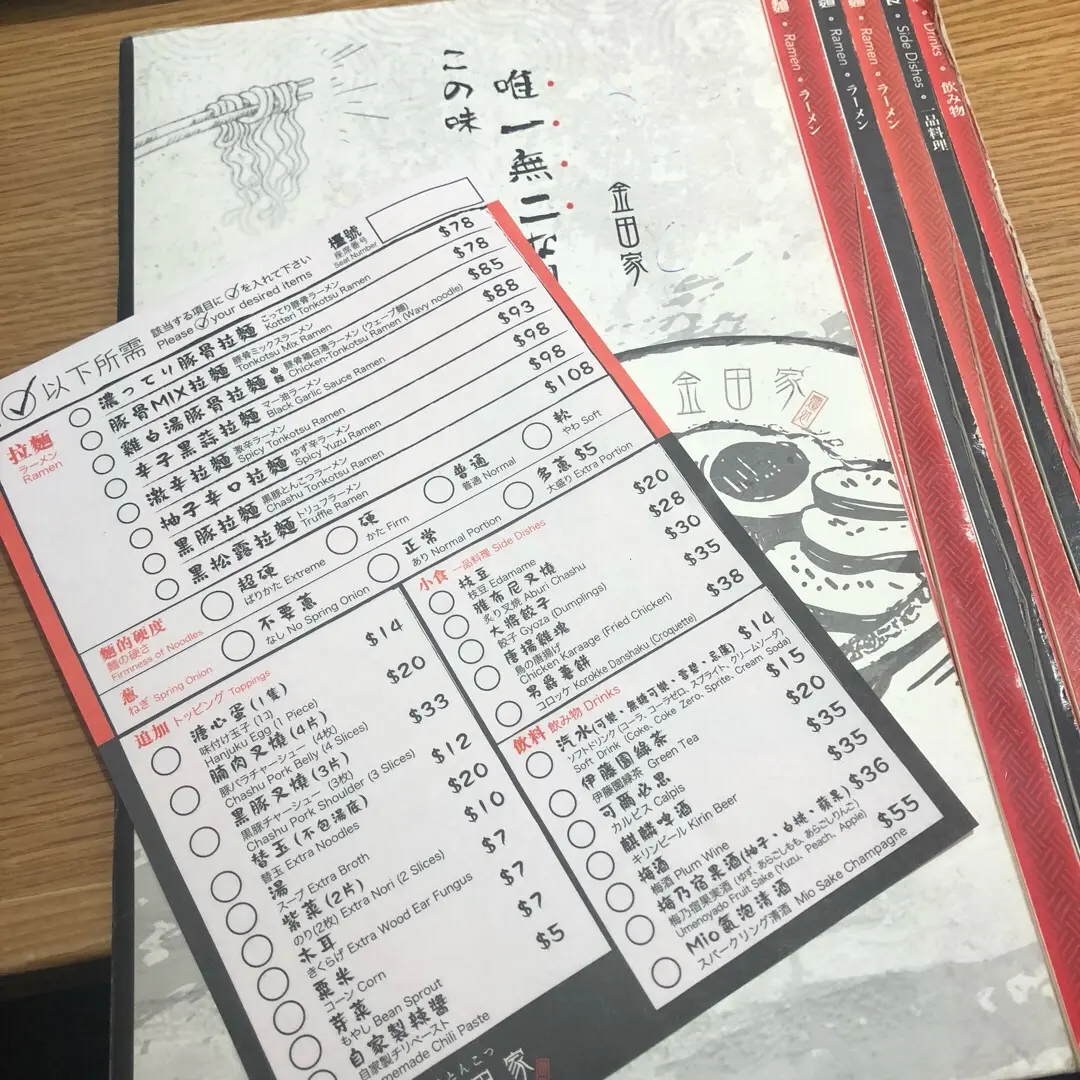 麵 • Ramen • ラーメン
麵 • Ramen • ラーメン
麵 • Ramen • ラーメン
Side Dishes • 一品料理
Drinks • 飲み物
唯一無二な
この味
金田家
金田家
檯號
座席番号
Seat Number
以下所需
該当する項目に✓を入れて下さい
Please ✓ your desired items
拉麵
ラーメン
Ramen
濃ってり豚骨拉麵 こってり豚骨ラーメン $78
Kotteri Tonkotsu Ramen
豚骨MIX拉麵 豚骨ミックスラーメン $78
Tonkotsu Mix Ramen
雞白湯豚骨拉麵 豚骨鶏白湯ラーメン (ウェーブ麺) $85
Chicken-Tonkotsu Ramen (Wavy noodle)
辛子黑蒜拉麵 マー油ラーメン $88
Black Garlic Sauce Ramen
激辛拉麵 激辛ラーメン $93
Spicy Tonkotsu Ramen
柚子辛口拉麵 ゆず辛ラーメン $98
Spicy Yuzu Ramen
黑豚拉麵 黒豚とんこつラーメン $98
Chashu Tonkotsu Ramen
黑松露拉麵 トリュフラーメン $108
Truffle Ramen
麵的硬度
麵の硬さ
Firmness of Noodles
超硬
ばりかた Extreme
硬
かた Firm
普通
普通 Normal
軟
やわ Soft
葱
ねぎ Spring Onion
不要蔥
なし No Spring Onion
正常
あり Normal Portion
多蔥 $5
大盛り Extra Portion
追加 トッピング Toppings
溏心蛋 (1隻) $14
味付け玉子 (1コ)
Hanjuku Egg (1 Piece)
腩肉叉燒 (4片) $20
豚バラチャーシュー (4枚)
Chashu Pork Belly (4 Slices)
黑豚叉燒 (3片) $33
黒豚チャーシュー (3枚)
Chashu Pork Shoulder (3 Slices)
替玉 (不包湯底) $12
替玉 Extra Noodles
湯 $20
スープ Extra Broth
紫菜 (2片) $10
のり(2枚) Extra Nori (2 Slices)
木耳 $7
きくらげ Extra Wood Ear Fungus
粟米 $7
コーン Corn
芽菜 $7
もやし Bean Sprout
自家製辣醬 $5
自家製チリペースト
memade Chili Paste
小食 一品料理 Side Dishes
枝豆 $20
枝豆 Edamame
雅布尼叉燒 $28
炙り叉焼 Aburi Chashu
大將餃子 $30
餃子 Gyoza (Dumplings)
唐揚雞塊 $35
鳥の唐揚げ
Chicken Karaage (Fried Chicken)
男爵薯餅 $38
コロッケ Korokke Danshaku (Croquette)
飲料 飲み物 Drinks
汽水 (可樂、無糖可樂、雪碧、忌廉) $14
ソフトドリンク (コーラ、コーラゼロ、スプライト、クリームソーダ)
Soft Drink (Coke, Coke Zero, Sprite, Cream Soda)
伊藤園綠茶 $15
伊藤園緑茶 Green Tea
可爾必思 $20
カルピス Calpis
麒麟啤酒 $35
キリンビール Kirin Beer
梅酒 $35
梅酒 Plum Wine
梅乃宿果酒 (柚子、白桃、蘋果) $36
梅乃宿果実酒 (ゆず、あらごしもも、あらごしりんご)
Umenoyado Fruit Sake (Yuzu, Peach, Apple)
Mio氣泡清酒 $55
スパークリング清酒 Mio Sake Champagne
とんこつ
田家